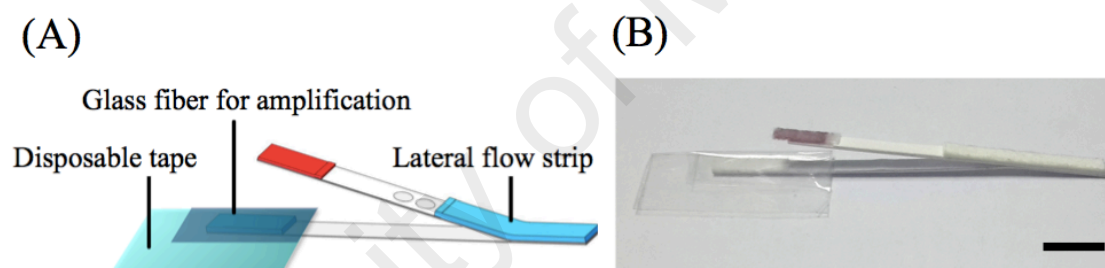 (A)
(B)
Glass fiber for amplification
Disposable tape
Lateral flow strip